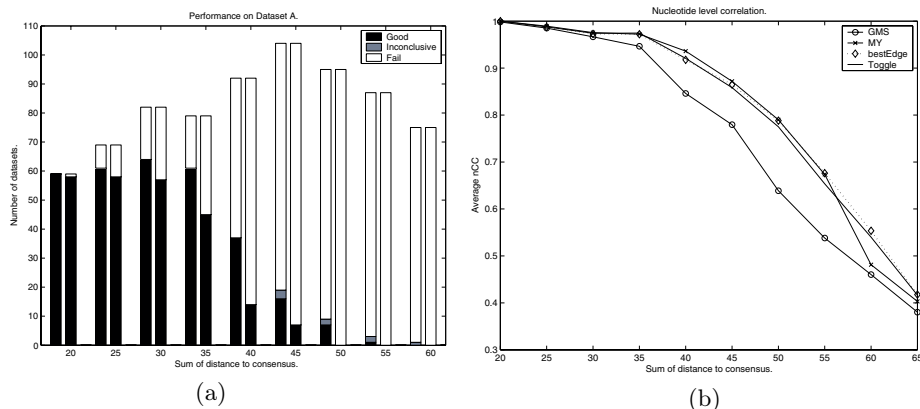 Performance on Dataset A.
110
100
90
80
70
60
50
40
30
20
10
0
Number of datasets.
Good
Inconclusive
Fail
20 25 30 35 40 45 50 55 60
Sum of distance to consensus.
(a)
Nucleotide level correlation.
1
0.9
0.8
0.7
0.6
0.5
0.4
0.3
Average nCC
GMS
MY
bestEdge
Toggle
20 25 30 35 40 45 50 55 60 65
Sum of distance to consensus.
(b)